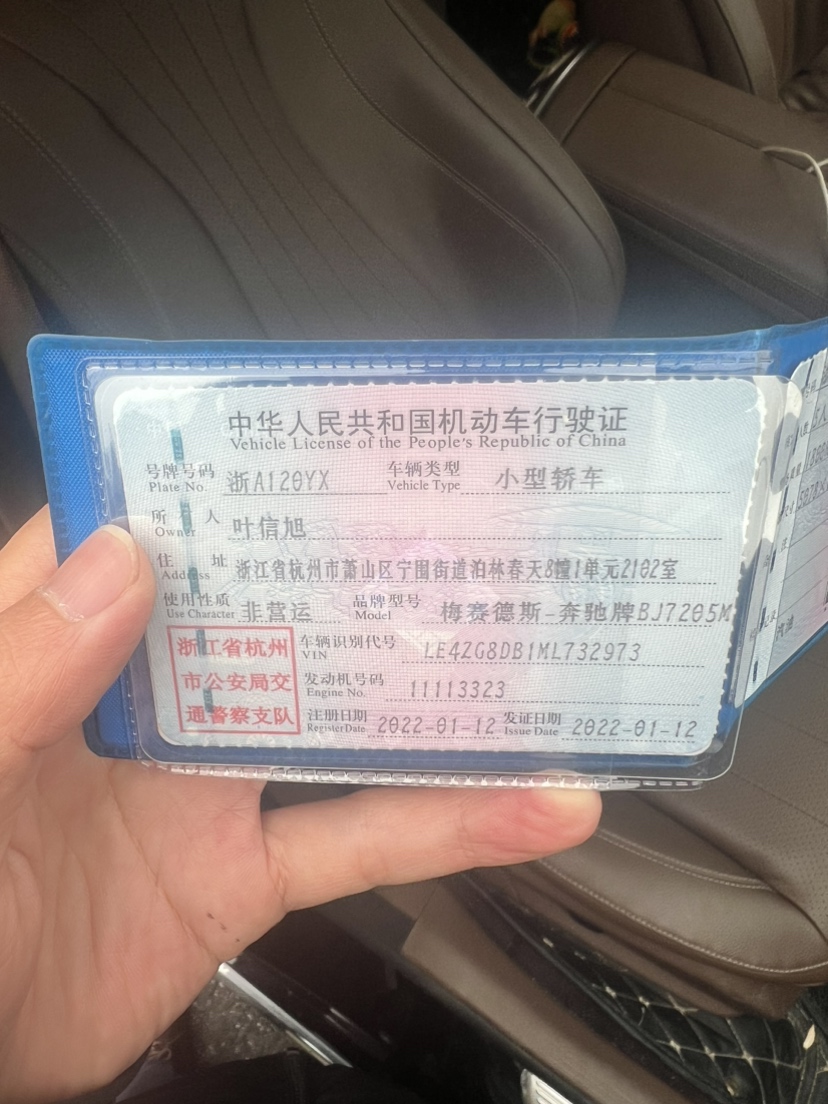 中华人民共和国机动车行驶证
Vehicle License of the People's Republic of China
号牌号码 浙A120YX 车辆类型 小型轿车
Plate No. Vehicle Type
所有人 叶信旭
Owner
住址 浙江省杭州市萧山区宁围街道泊林春天8幢1单元2102室
Address
使用性质 非营运 品牌型号 梅赛德斯-奔驰牌BJ7205M
Use Character Model
浙江省杭州
市公安局交
通警察支队
车辆识别代号 LE4ZG8DB1ML732973
VIN
发动机号码 11113323
Engine No.
注册日期 2022-01-12 发证日期 2022-01-12
Register Date Issue Date